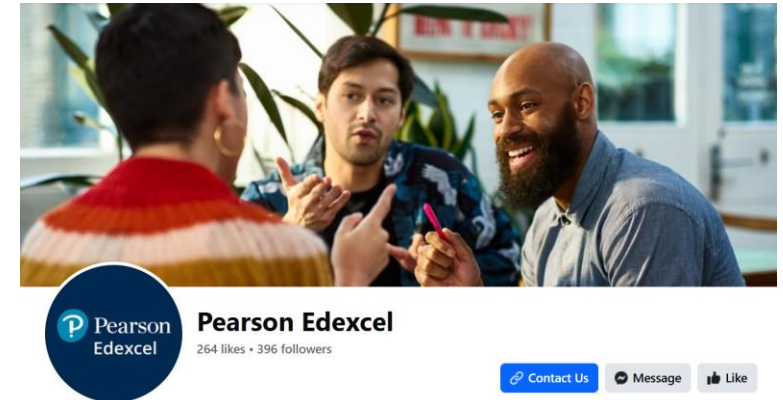 Pearson
Edexcel
Pearson Edexcel
264 likes • 396 followers
Contact Us
Message
Like